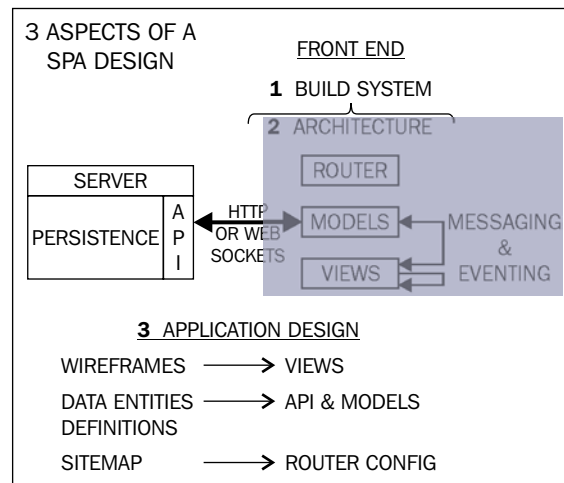 3 ASPECTS OF A
SPA DESIGN
FRONT END
1 BUILD SYSTEM
2 ARCHITECTURE
ROUTER
SERVER
PERSISTENCE
A
P
I
HTTP
OR WEB
SOCKETS
MODELS
VIEWS
MESSAGING
&
EVENTING
3 APPLICATION DESIGN
WIREFRAMES VIEWS
DATA ENTITIES API & MODELS
DEFINITIONS
SITEMAP ROUTER CONFIG